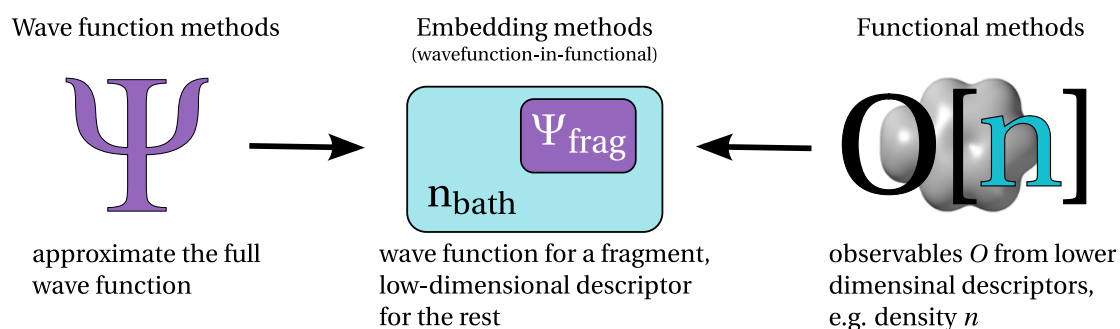 Wave function methods
Ψ
approximate the full
wave function
Embedding methods
(wavefunction-in-functional)
Ψfrag
nbath
wave function for a fragment,
low-dimensional descriptor
for the rest
Functional methods
O[n]
observables O from lower
dimensinal descriptors,
e.g. density n